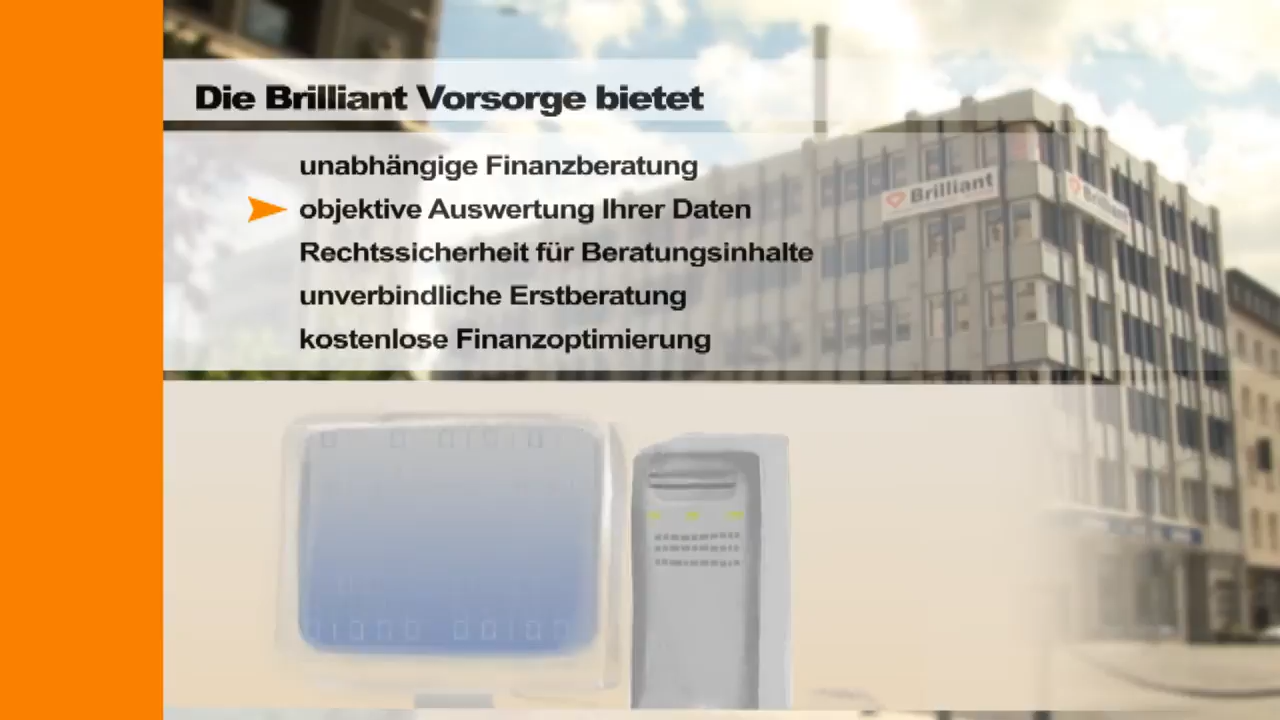 Die Brilliant Vorsorge bietet
unabhängige Finanzberatung
objektive Auswertung Ihrer Daten
Rechtssicherheit für Beratungsinhalte
unverbindliche Erstberatung
kostenlose Finanzoptimierung
Brilliant
Brilliant